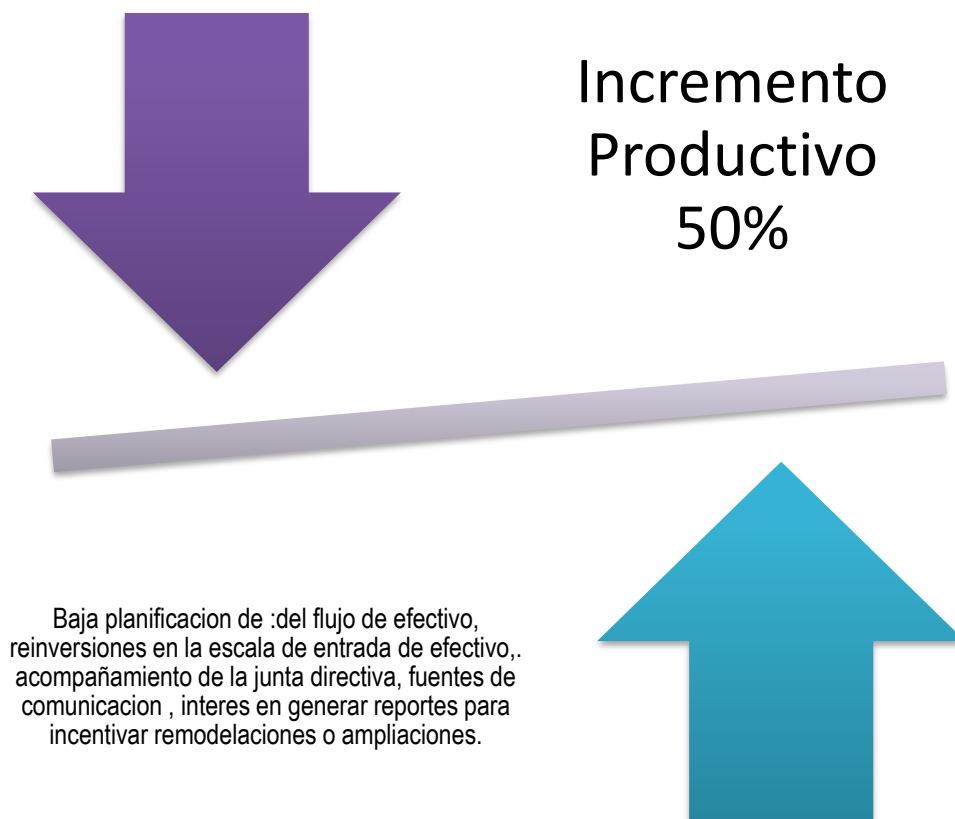 Incremento
Productivo
50%
Baja planificacion de :del flujo de efectivo,
reinversiones en la escala de entrada de efectivo,.
acompañamiento de la junta directiva, fuentes de
comunicacion , interes en generar reportes para
incentivar remodelaciones o ampliaciones.